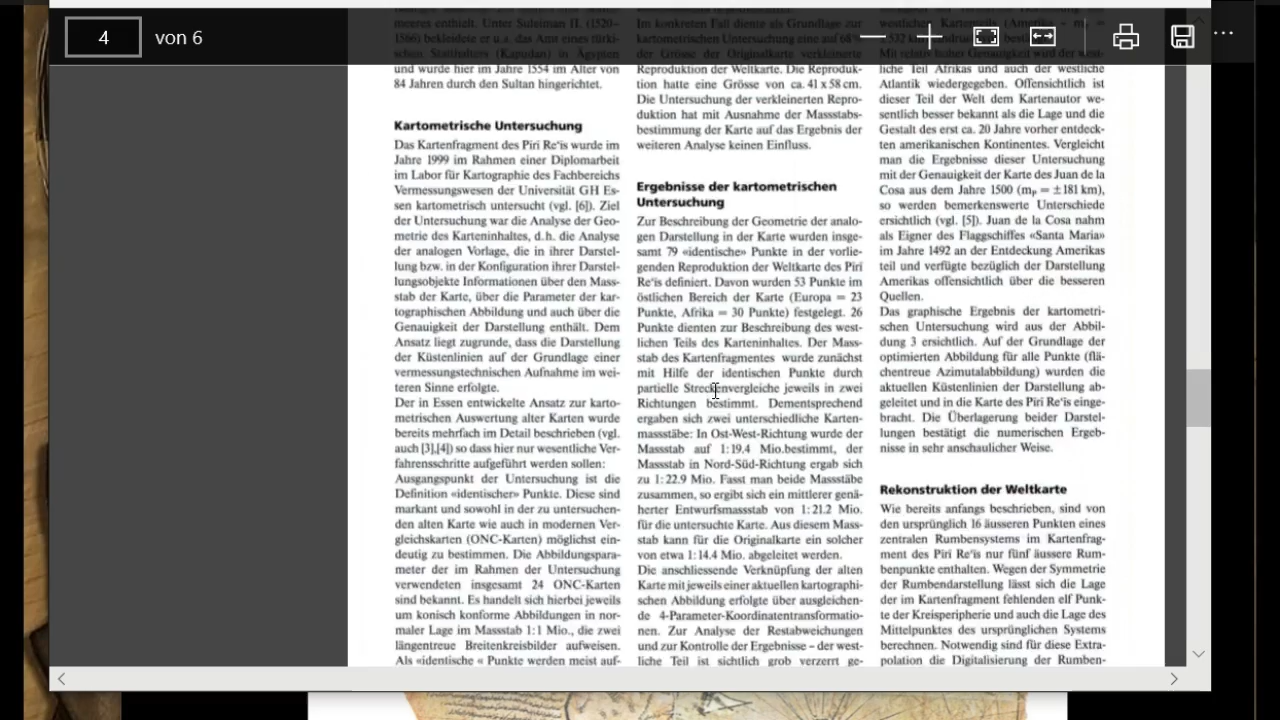 4 von 6
meeres enthielt. Unter Suleiman II. (1520–
1566) bekleidete er u.a. das Amt eines türki-
schen Statthalters (Kapudan) in Ägypten
und wurde hier im Jahre 1554 im Alter von
84 Jahren durch den Sultan hingerichtet.
Kartometrische Untersuchung
Das Kartenfragment des Piri Re'is wurde im
Jahre 1999 im Rahmen einer Diplomarbeit
im Labor für Kartographie des Fachbereichs
Vermessungswesen der Universität GH Es-
sen kartometrisch untersucht (vgl. [6]). Ziel
der Untersuchung war die Analyse der Geo-
metrie des Karteninhaltes, d.h. die Analyse
der analogen Vorlage, die in ihrer Darstel-
lung bzw. in der Konfiguration ihrer Darstel-
lungsobjekte Informationen über den Mass-
stab der Karte, über die Parameter der kar-
tographischen Abbildung und auch über die
Genauigkeit der Darstellung enthält. Dem
Ansatz liegt zugrunde, dass die Darstellung
der Küstenlinien auf der Grundlage einer
vermessungstechnischen Aufnahme im wei-
teren Sinne erfolgte.
Der in Essen entwickelte Ansatz zur karto-
metrischen Auswertung alter Karten wurde
bereits mehrfach im Detail beschrieben (vgl.
auch [3],[4]) so dass hier nur wesentliche Ver-
fahrensschritte aufgeführt werden sollen:
Ausgangspunkt der Untersuchung ist die
Definition «identischer» Punkte. Diese sind
markant und sowohl in der zu untersuchen-
den alten Karte wie auch in modernen Ver-
gleichskarten (ONC-Karten) möglichst ein-
deutig zu bestimmen. Die Abbildungspara-
meter der im Rahmen der Untersuchung
verwendeten insgesamt 24 ONC-Karten
sind bekannt. Es handelt sich hierbei jeweils
um konisch konforme Abbildungen in nor-
maler Lage im Massstab 1:1 Mio., die zwei
längentreue Breitenkreisbilder aufweisen.
Als «identische « Punkte werden meist auf-
Im konkreten Fall diente als Grundlage zur
kartometrischen Untersuchung eine auf 68%
der Grösse der Originalkarte verkleinerte
Reproduktion der Weltkarte. Die Reproduk-
tion hatte eine Grösse von ca. 41 x 58 cm.
Die Untersuchung der verkleinerten Repro-
duktion hat mit Ausnahme der Massstabs-
bestimmung der Karte auf das Ergebnis der
weiteren Analyse keinen Einfluss.
Ergebnisse der kartometrischen
Untersuchung
Zur Beschreibung der Geometrie der analo-
gen Darstellung in der Karte wurden insge-
samt 79 «identische» Punkte in der vorlie-
genden Reproduktion der Weltkarte des Piri
Re'is definiert. Davon wurden 53 Punkte im
östlichen Bereich der Karte (Europa = 23
Punkte, Afrika = 30 Punkte) festgelegt. 26
Punkte dienten zur Beschreibung des west-
lichen Teils des Karteninhaltes. Der Mass-
stab des Kartenfragmentes wurde zunächst
mit Hilfe der identischen Punkte durch
partielle Streckenvergleiche jeweils in zwei
Richtungen bestimmt. Dementsprechend
ergaben sich zwei unterschiedliche Karten-
massstäbe: In Ost-West-Richtung wurde der
Massstab auf 1:19.4 Mio.bestimmt, der
Massstab in Nord-Süd-Richtung ergab sich
zu 1:22.9 Mio. Fasst man beide Massstäbe
zusammen, so ergibt sich ein mittlerer genä-
herter Entwurfsmassstab von 1:21.2 Mio.
für die untersuchte Karte. Aus diesem Mass-
stab kann für die Originalkarte ein solcher
von etwa 1:14.4 Mio. abgeleitet werden.
Die anschliessende Verknüpfung der alten
Karte mit jeweils einer aktuellen kartographi-
schen Abbildung erfolgte über ausgleichen-
de 4-Parameter-Koordinatentransformatio-
nen. Zur Analyse der Restabweichungen
und zur Kontrolle der Ergebnisse – der west-
liche Teil ist sichtlich grob verzerrt ge-
westlicher Kartenteils (Amerika –
Mit relativ hoher Genauigkeit wird der west-
liche Teil Afrikas und auch der westliche
Atlantik wiedergegeben. Offensichtlich ist
dieser Teil der Welt dem Kartenautor we-
sentlich besser bekannt als die Lage und die
Gestalt des erst ca. 20 Jahre vorher entdeck-
ten amerikanischen Kontinentes. Vergleicht
man die Ergebnisse dieser Untersuchung
mit der Genauigkeit der Karte des Juan de la
Cosa aus dem Jahre 1500 (mP = ±181 km),
so werden bemerkenswerte Unterschiede
ersichtlich (vgl. [5]). Juan de la Cosa nahm
als Eigner des Flaggschiffes «Santa Maria»
im Jahre 1492 an der Entdeckung Amerikas
teil und verfügte bezüglich der Darstellung
Amerikas offensichtlich über die besseren
Quellen.
Das graphische Ergebnis der kartometri-
schen Untersuchung wird aus der Abbil-
dung 3 ersichtlich. Auf der Grundlage der
optimierten Abbildung für alle Punkte (flä-
chentreue Azimutalabbildung) wurden die
aktuellen Küstenlinien der Darstellung ab-
geleitet und in die Karte des Piri Re'is einge-
bracht. Die Überlagerung beider Darstel-
lungen bestätigt die numerischen Ergeb-
nisse in sehr anschaulicher Weise.
Rekonstruktion der Weltkarte
Wie bereits anfangs beschrieben, sind von
den ursprünglich 16 äusseren Punkten eines
zentralen Rumbensystems im Kartenfrag-
ment des Piri Re'is nur fünf äussere Rum-
benpunkte enthalten. Wegen der Symmetrie
der Rumbendarstellung lässt sich die Lage
der im Kartenfragment fehlenden elf Punk-
te der Kreisperipherie und auch die Lage des
Mittelpunktes des ursprünglichen Systems
berechnen. Notwendig sind für diese Extra-
polation die Digitalisierung der Rumben-